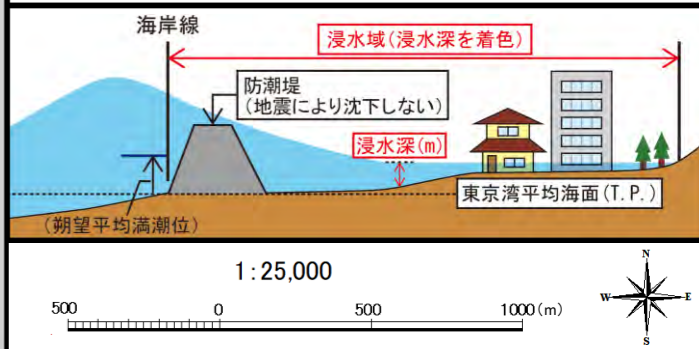 海岸線
浸水域(浸水深を着色)
防潮堤
(地震により沈下しない)
浸水深(m)
東京湾平均海面(T.P.)
(朔望平均満潮位)
1:25,000
500 0 500 1000(m)
N
W E
S